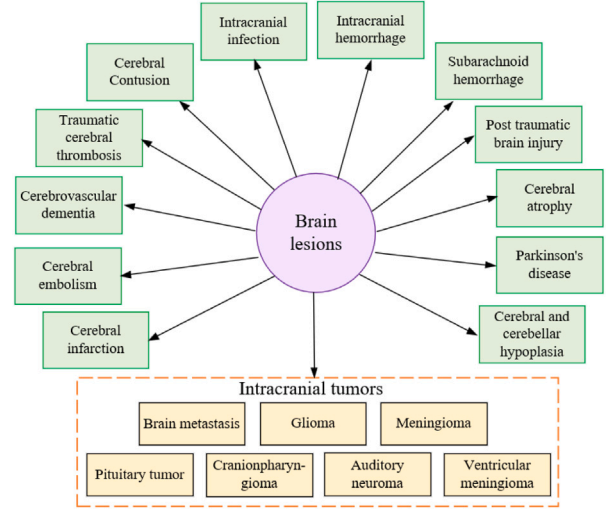 Intracranial
infection
Intracranial
hemorrhage
Cerebral
Contusion
Subarachnoid
hemorrhage
Traumatic
cerebral
thrombosis
Post traumatic
brain injury
Cerebrovascular
dementia
Brain
lesions
Cerebral
atrophy
Cerebral
embolism
Parkinson's
disease
Cerebral
infarction
Cerebral and
cerebellar
hypoplasia
Intracranial tumors
Brain metastasis
Glioma
Meningioma
Pituitary tumor
Cranionpharyn-
gioma
Auditory
neuroma
Ventricular
meningioma